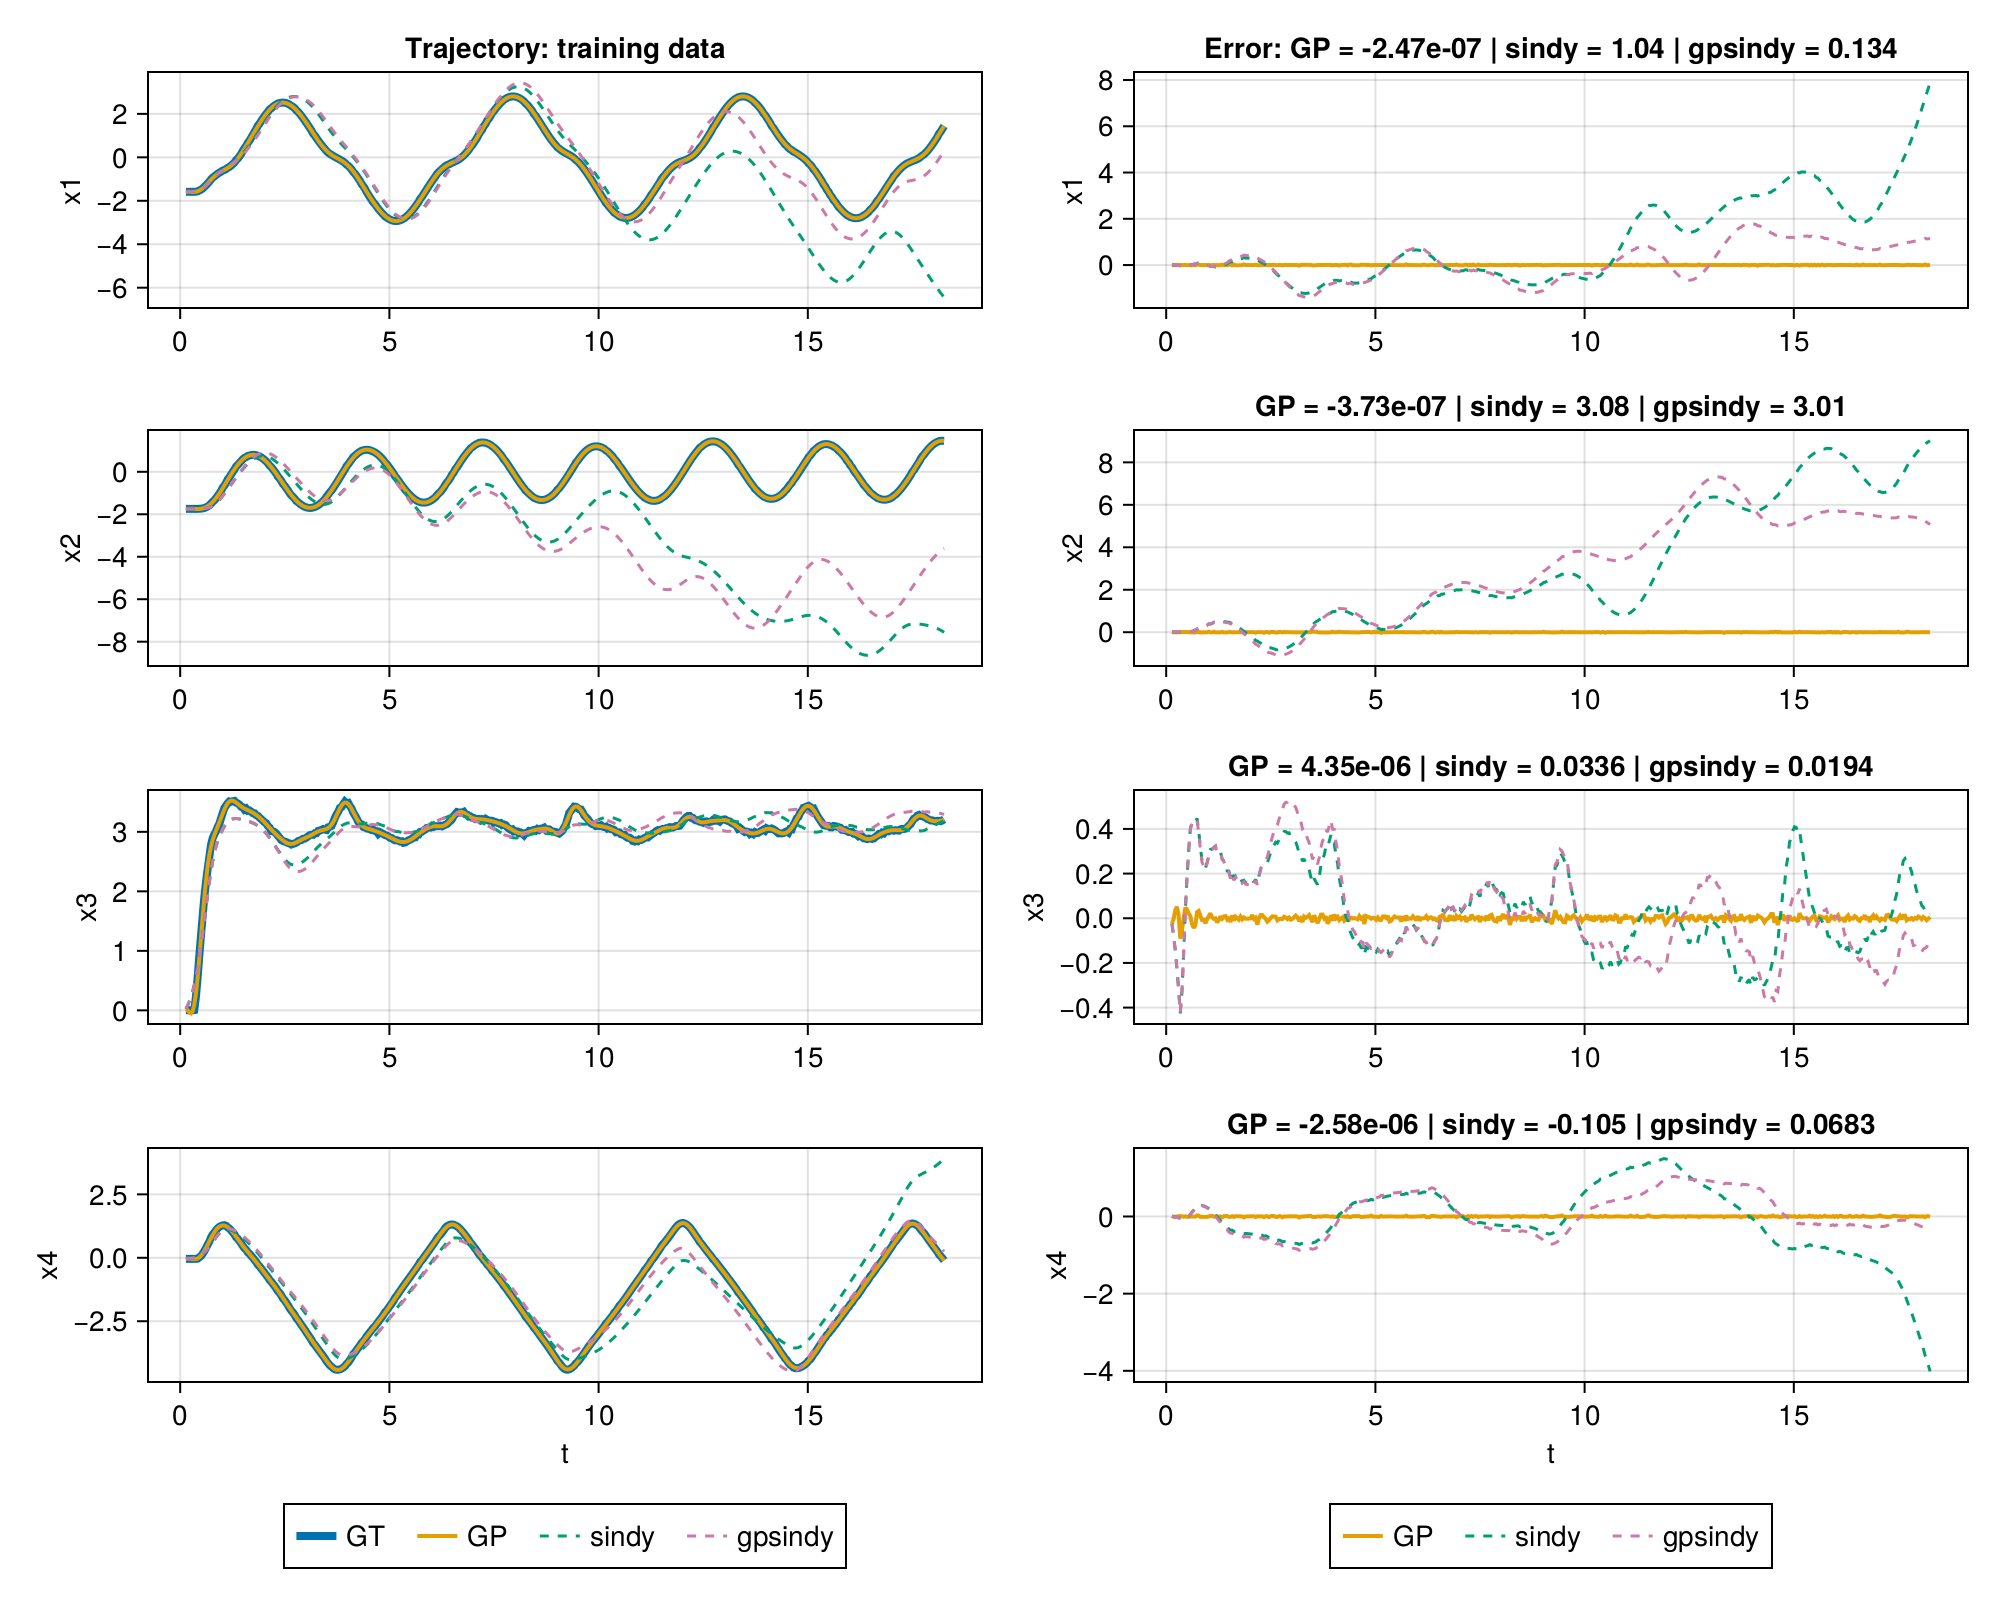 Trajectory: training data
x1
2
0
−2
−4
−6
0 5 10 15
Error: GP = -2.47e-07 | sindy = 1.04 | gpsindy = 0.134
x1
8
6
4
2
0
0 5 10 15
x2
0
−2
−4
−6
−8
0 5 10 15
GP = -3.73e-07 | sindy = 3.08 | gpsindy = 3.01
x2
8
6
4
2
0
0 5 10 15
x3
3
2
1
0
0 5 10 15
GP = 4.35e-06 | sindy = 0.0336 | gpsindy = 0.0194
x3
0.4
0.2
0.0
−0.2
−0.4
0 5 10 15
x4
2.5
0.0
−2.5
0 5 10 15
t
GP = -2.58e-06 | sindy = -0.105 | gpsindy = 0.0683
x4
0
−2
−4
0 5 10 15
t
GT GP sindy gpsindy
GP sindy gpsindy